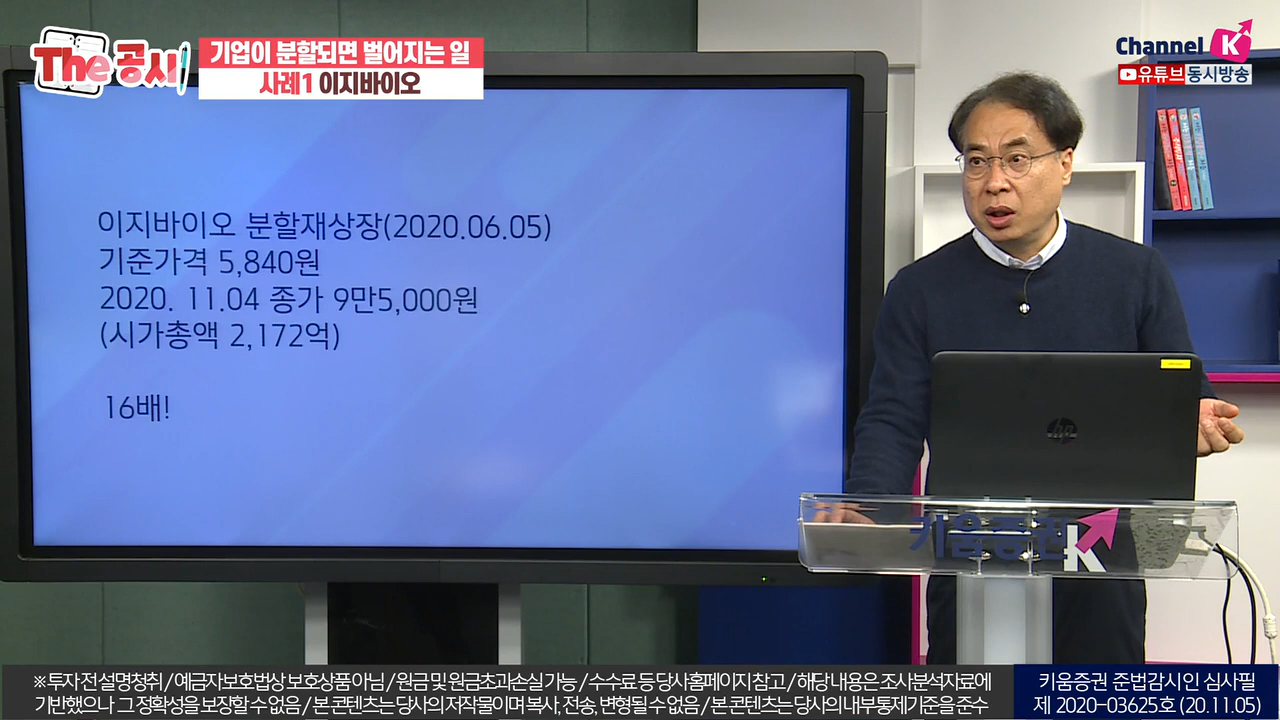 The 공시
기업이 분할되면 벌어지는 일
사례1 이지바이오
Channel K
유튜브동시방송
이지바이오 분할재상장(2020.06.05)
기준가격 5,840원
2020. 11.04 종가 9만5,000원
(시가총액 2,172억)
16배!
hp
키움증권 K
※ 투자 전 설명청취 / 예금자보호법상 보호상품 아님 / 원금 및 원금초과손실 가능 / 수수료 등 당사홈페이지 참고 / 해당 내용은 조사분석자료에
기반했으나 그 정확성을 보장할 수 없음 / 본 콘텐츠는 당사의 저작물이며 복사, 전송, 변형될 수 없음 / 본 콘텐츠는 당사의 내부통제기준을 준수
키움증권 준법감시인 심사필
제 2020-03625호 (20.11.05)